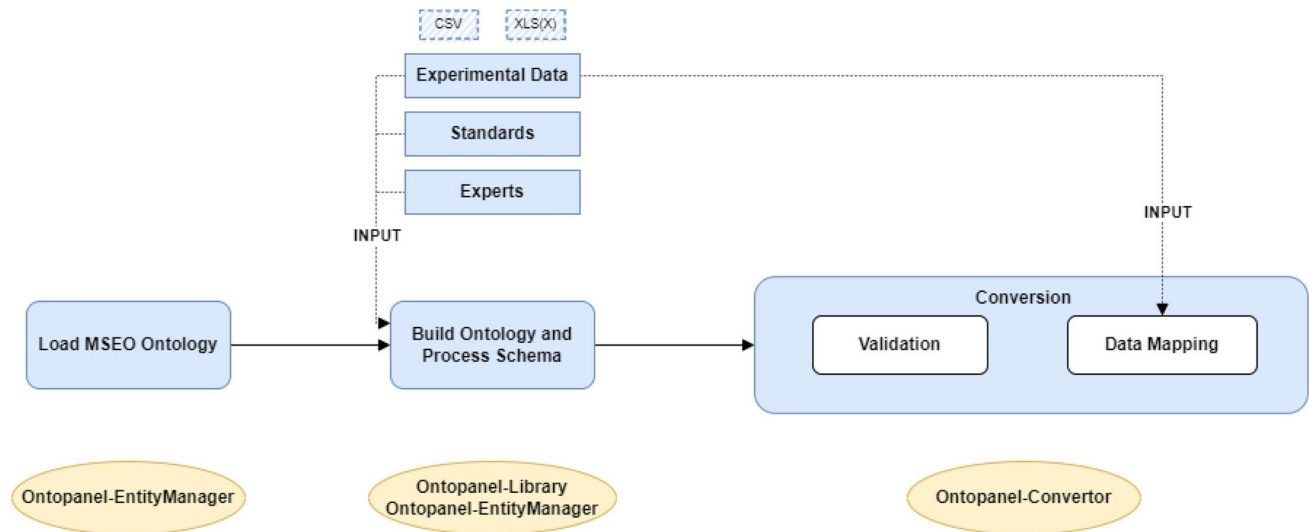 CSV
XLS(X)
Experimental Data
Standards
Experts
INPUT
INPUT
Load MSEO Ontology
Build Ontology and
Process Schema
Conversion
Validation
Data Mapping
Ontopanel-EntityManager
Ontopanel-Library
Ontopanel-EntityManager
Ontopanel-Convertor